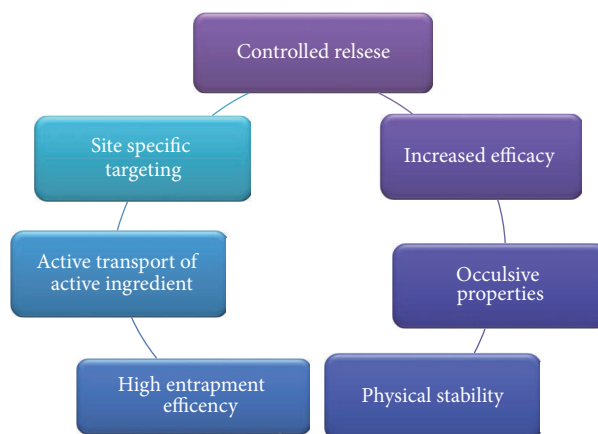 Controlled relsese
Site specific
targeting
Increased efficacy
Active transport of
active ingredient
Occulsive
properties
High entrapment
efficency
Physical stability